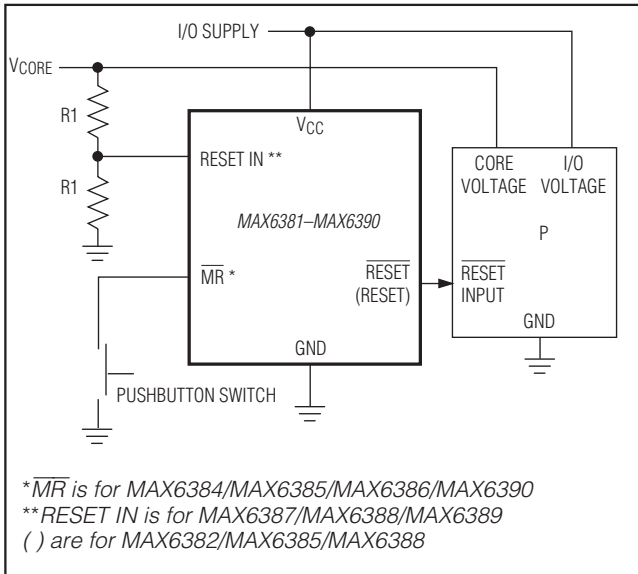 I/O SUPPLY
VCORE
R1
VCC
RESET IN **
CORE VOLTAGE
I/O VOLTAGE
R1
MAX6381–MAX6390
P
MR *
RESET
(RESET)
RESET
INPUT
GND
GND
PUSHBUTTON SWITCH
*MR is for MAX6384/MAX6385/MAX6386/MAX6390
**RESET IN is for MAX6387/MAX6388/MAX6389
( ) are for MAX6382/MAX6385/MAX6388